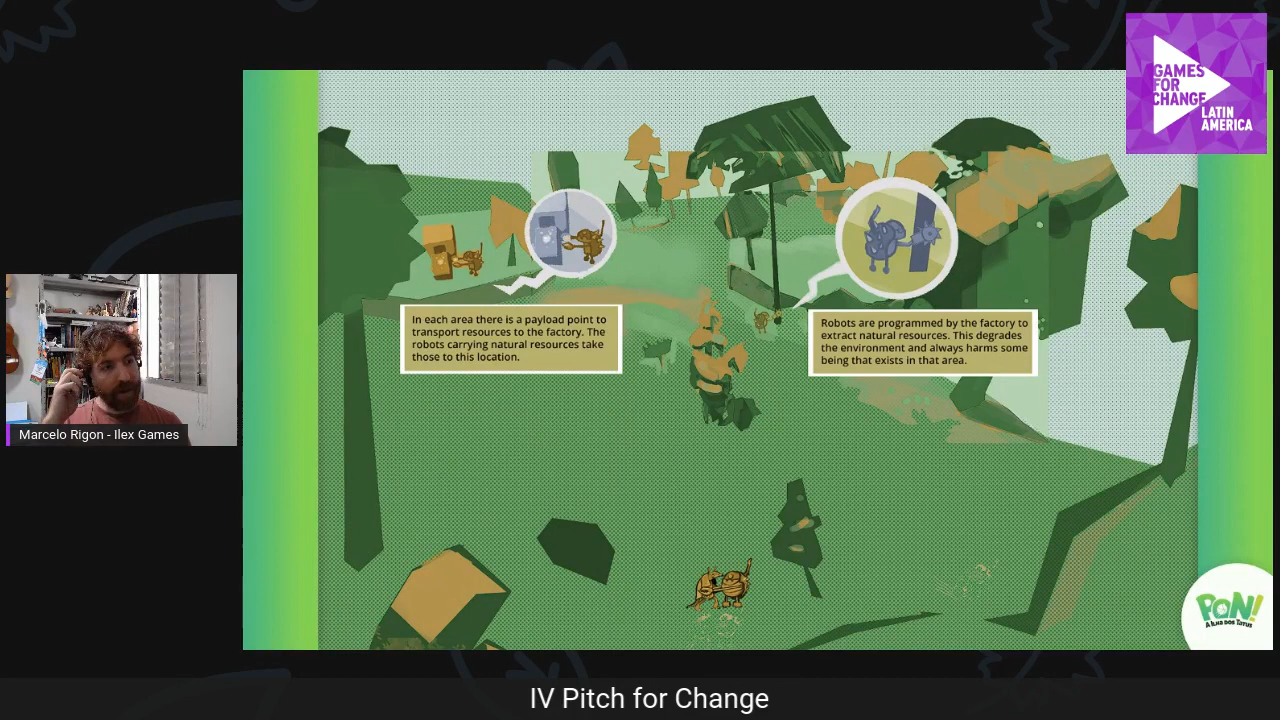 GAMES
FOR
CHANGE
LATIN
AMERICA
In each area there is a payload point to
transport resources to the factory. The
robots carrying natural resources take
those to this location.
Robots are programmed by the factory to
extract natural resources. This degrades
the environment and always harms some
being that exists in that area.
Marcelo Rigon - Ilex Games
PON!
A ILHA DOS TATUS
IV Pitch for Change